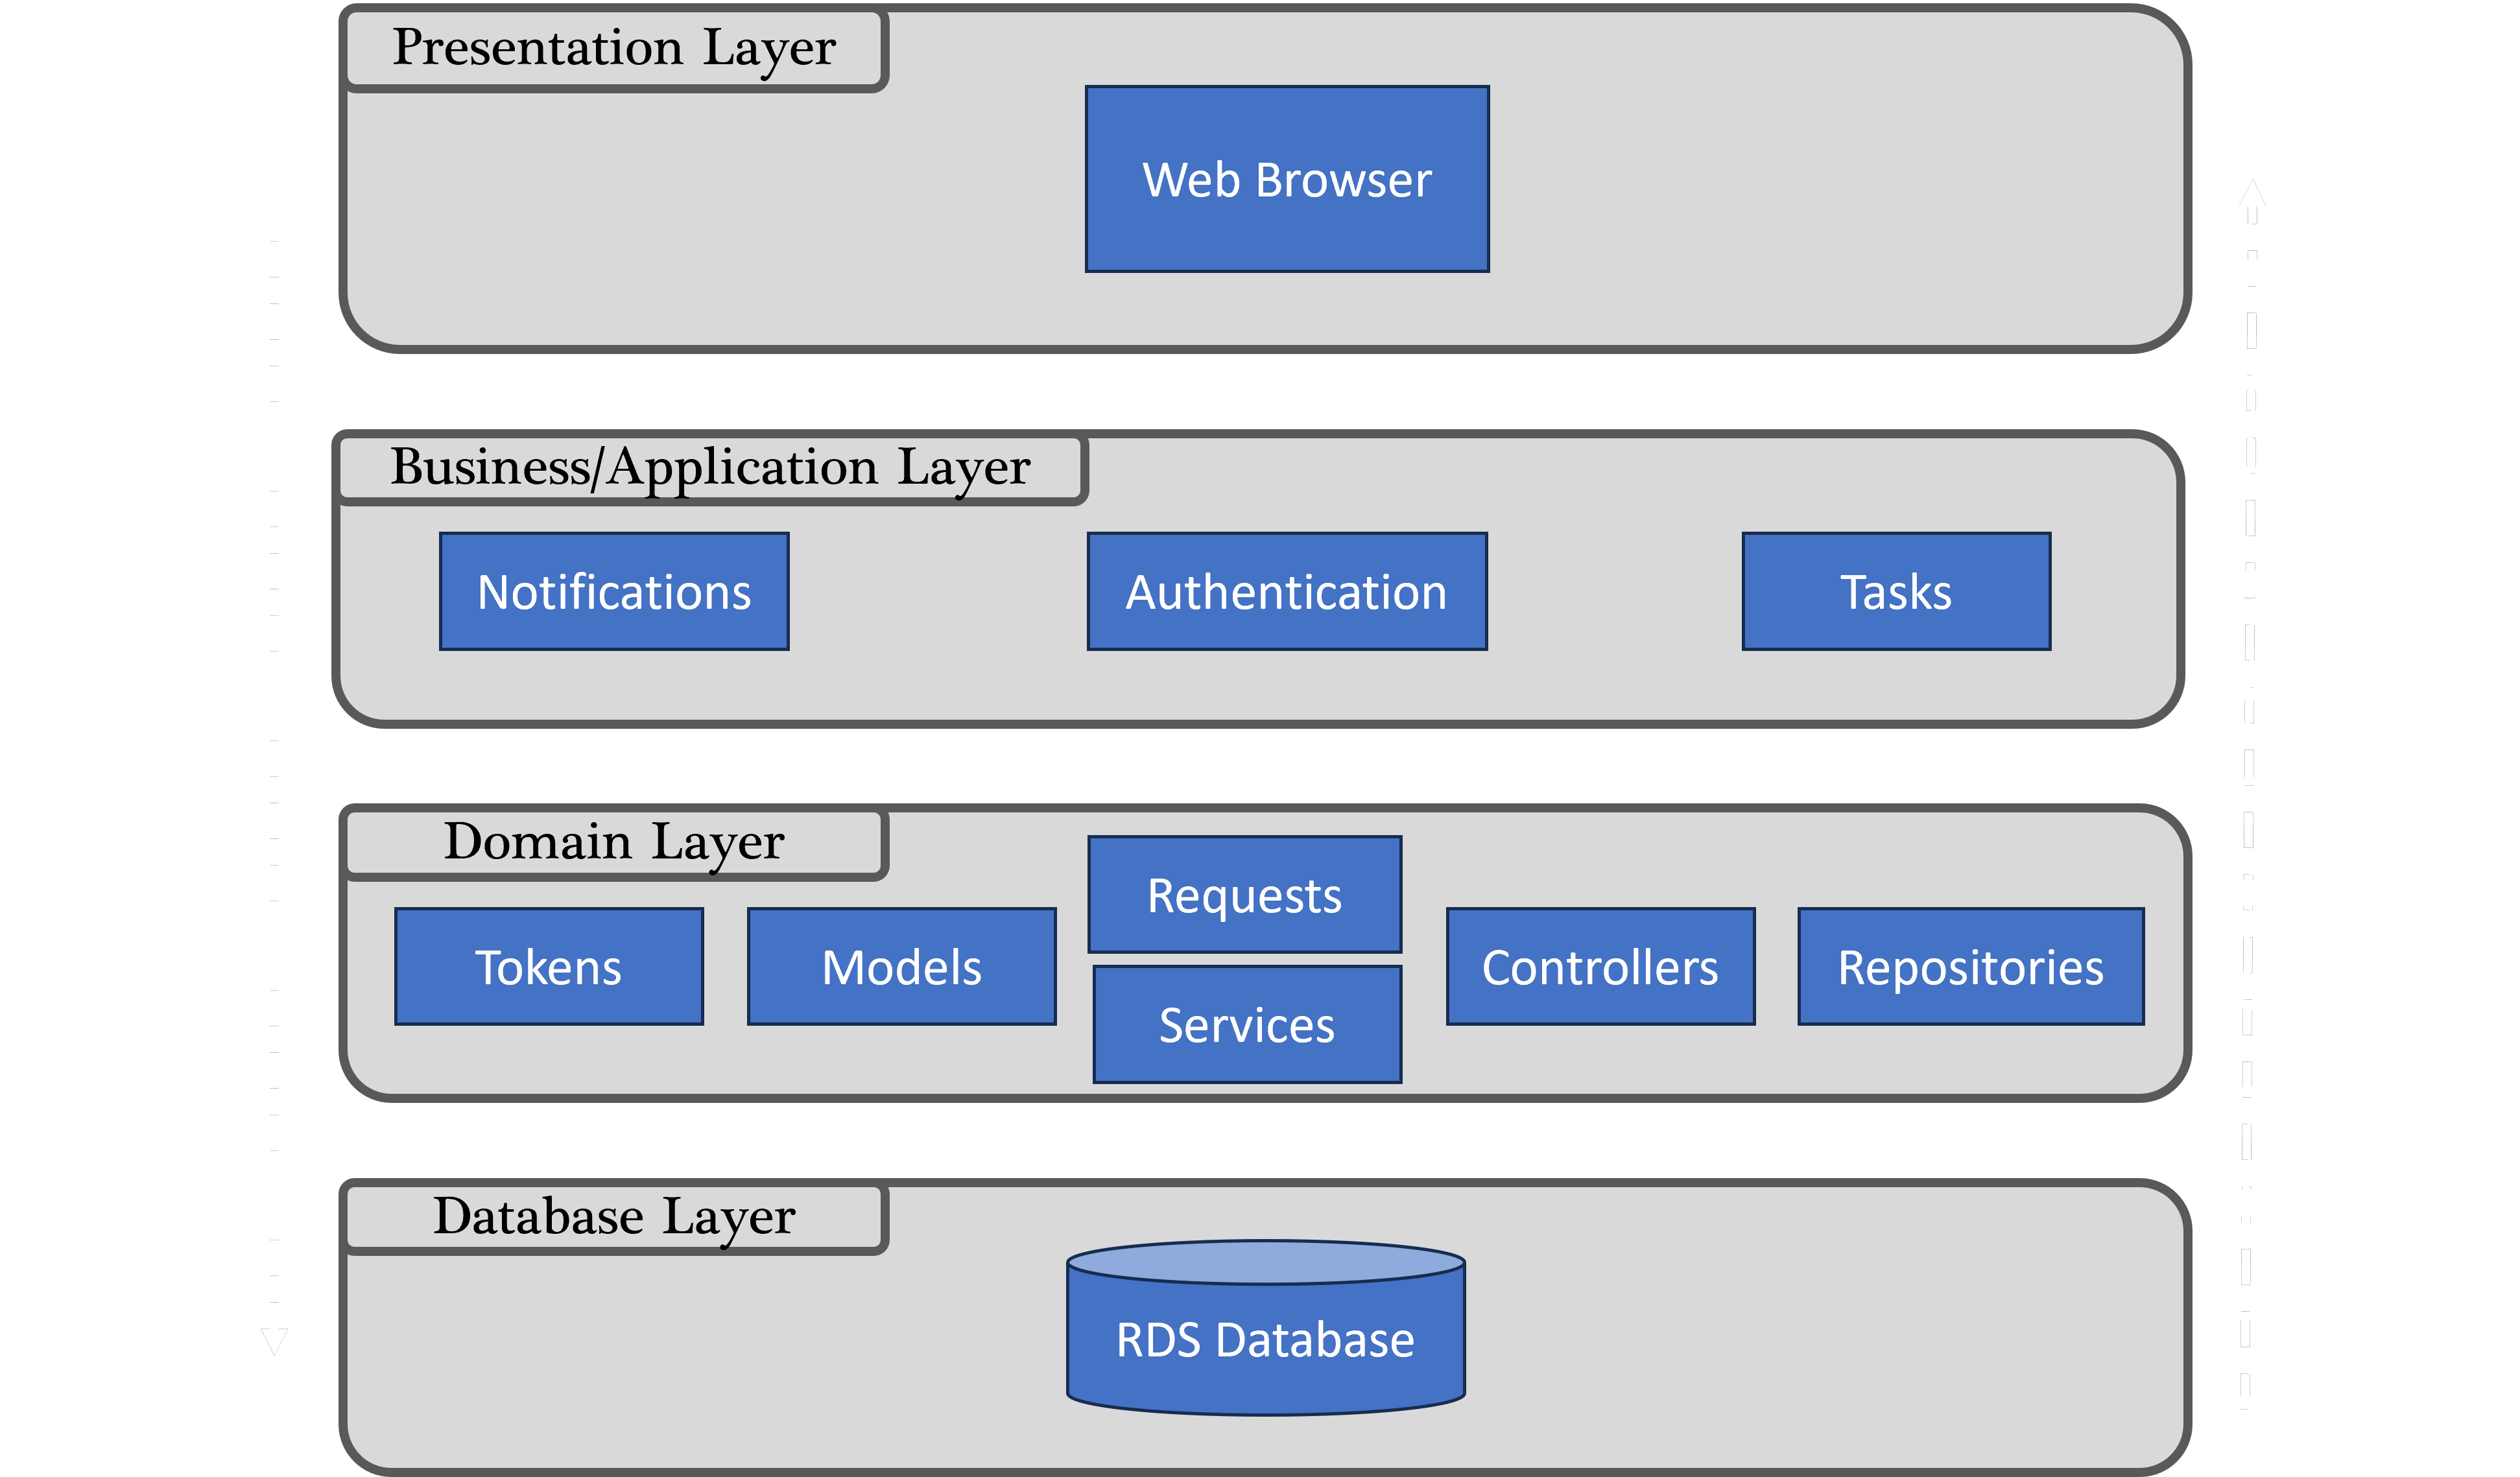 Presentation Layer
Web Browser
Business/Application Layer
Notifications
Authentication
Tasks
Domain Layer
Tokens
Models
Requests
Services
Controllers
Repositories
Database Layer
RDS Database